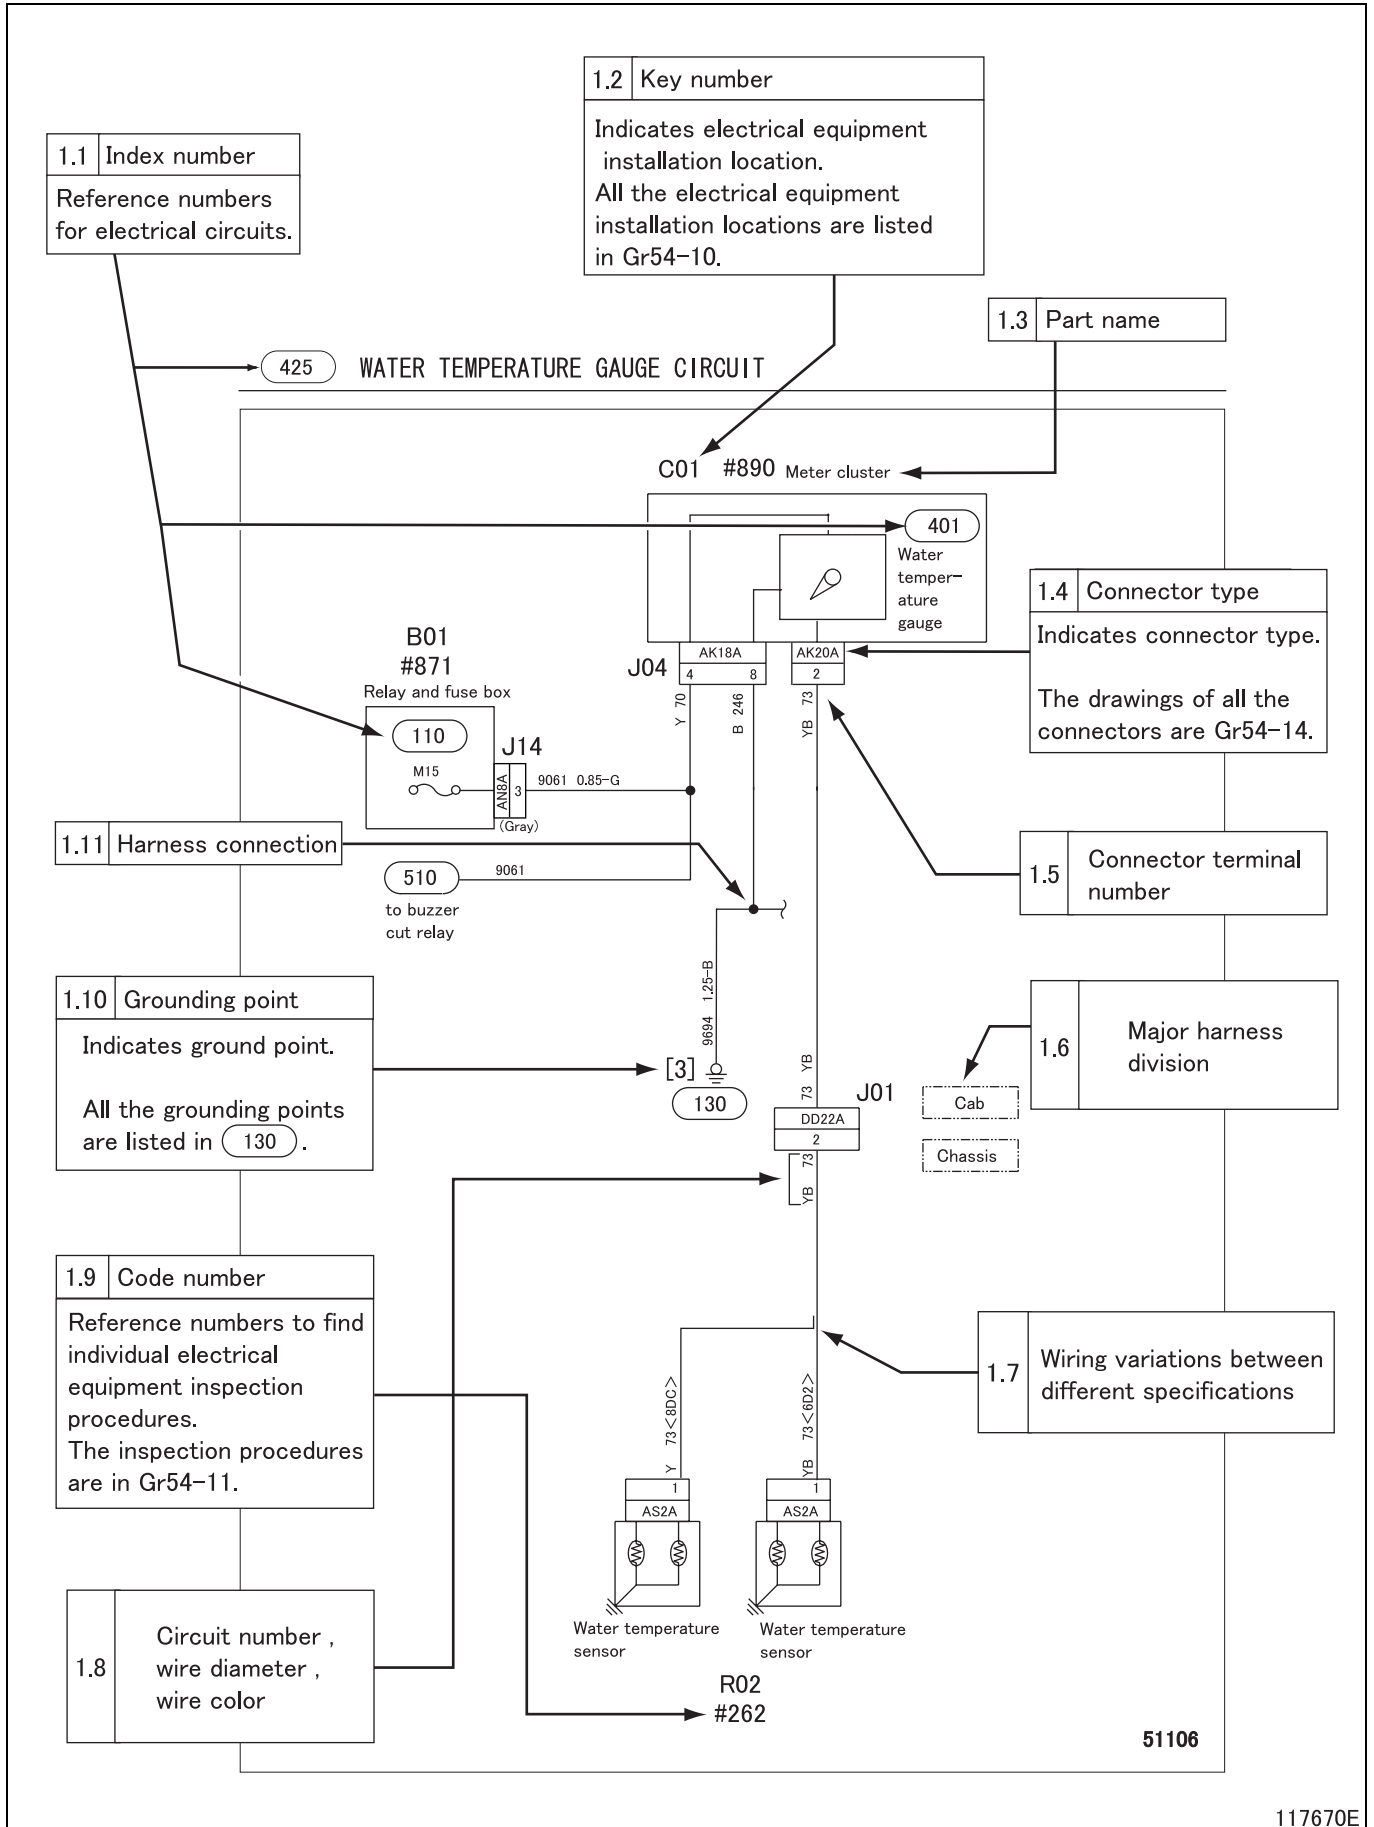 1.2 Key number
Indicates electrical equipment
installation location.
All the electrical equipment
installation locations are listed
in Gr54-10.
1.1 Index number
Reference numbers
for electrical circuits.
1.3 Part name
425 WATER TEMPERATURE GAUGE CIRCUIT
C01 #890 Meter cluster
401
Water
temper-
ature
gauge
1.4 Connector type
Indicates connector type.
The drawings of all the
connectors are Gr54-14.
B01
#871
Relay and fuse box
J04
AK18A
4 8
AK20A
2
Y 70
B 246
YB 73
110
M15
J14
AN8A
3
(Gray)
9061 0.85-G
1.11 Harness connection
510
9061
to buzzer
cut relay
1.5 Connector terminal
number
1.10 Grounding point
Indicates ground point.
All the grounding points
are listed in 130 .
9694 1.25-B
[3]
130
73 YB
J01
DD22A
2
YB 73
1.6 Major harness
division
Cab
Chassis
1.9 Code number
Reference numbers to find
individual electrical
equipment inspection
procedures.
The inspection procedures
are in Gr54-11.
1.7 Wiring variations between
different specifications
Y 73<8DC>
YB 73<6D2>
1
AS2A
1
AS2A
Water temperature
sensor
Water temperature
sensor
1.8 Circuit number ,
wire diameter ,
wire color
R02
#262
51106
117670E